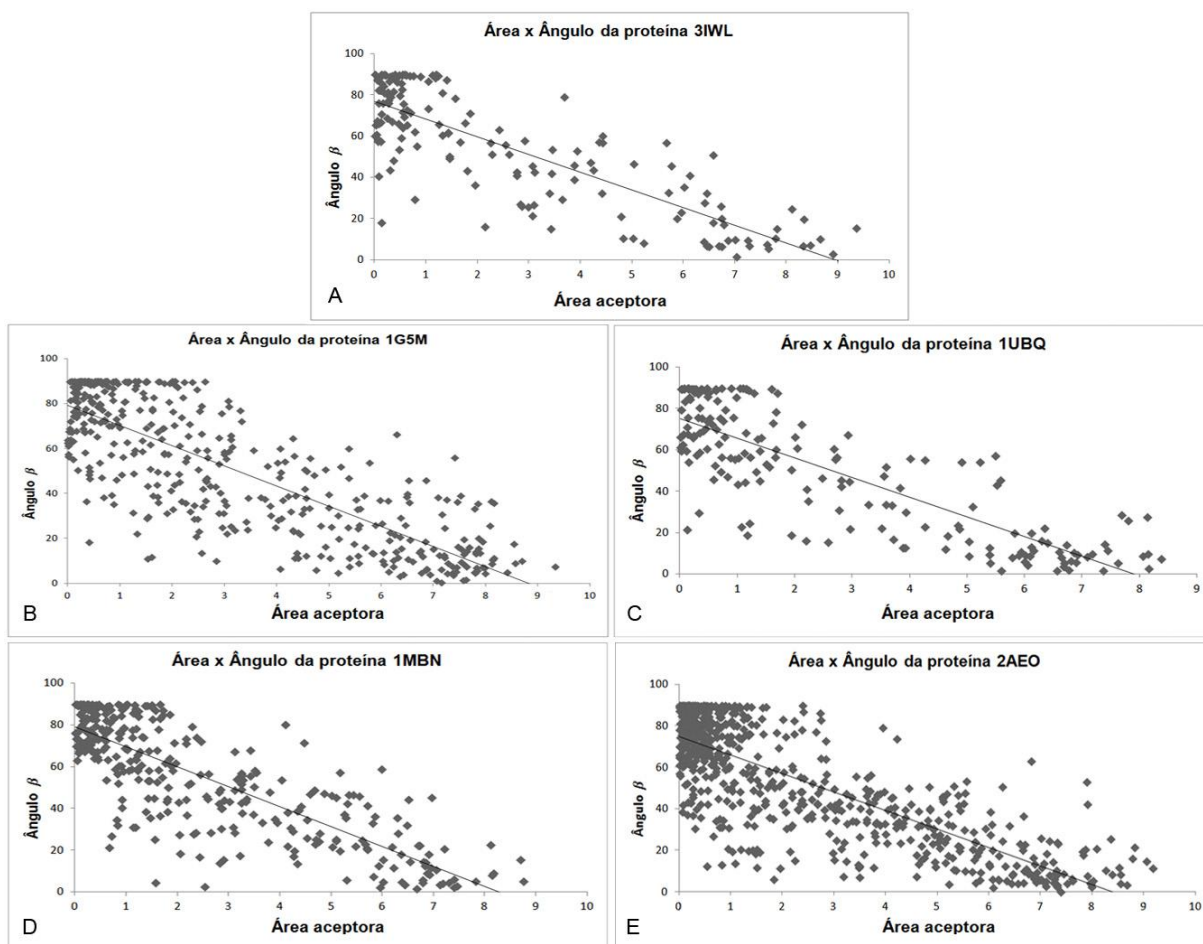 Área x Ângulo da proteína 3IWL
Ângulo β
100
80
60
40
20
0
0 1 2 3 4 5 6 7 8 9 10
Área aceptora
A
Área x Ângulo da proteína 1G5M
Ângulo β
100
80
60
40
20
0
0 1 2 3 4 5 6 7 8 9 10
Área aceptora
B
Área x Ângulo da proteína 1UBQ
Ângulo β
100
80
60
40
20
0
0 1 2 3 4 5 6 7 8 9
Área aceptora
C
Área x Ângulo da proteína 1MBN
Ângulo β
100
80
60
40
20
0
0 1 2 3 4 5 6 7 8 9 10
Área aceptora
D
Área x Ângulo da proteína 2AEO
Ângulo β
100
80
60
40
20
0
0 1 2 3 4 5 6 7 8 9 10
Área aceptora
E